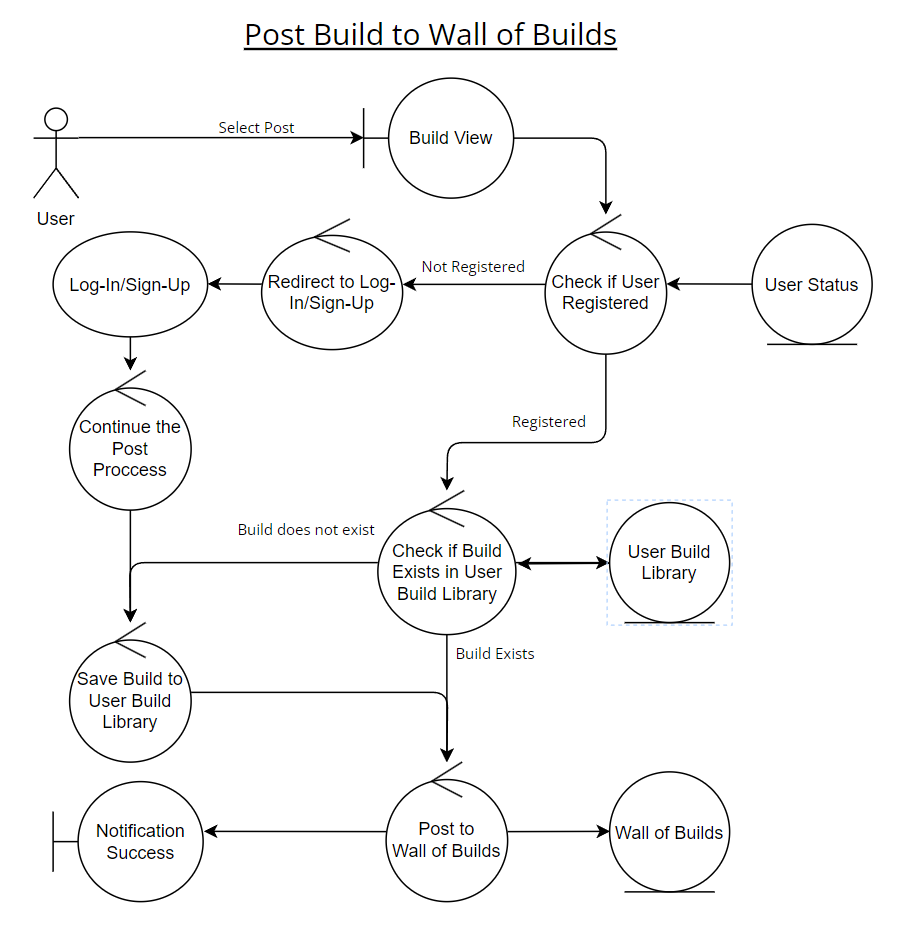 Post Build to Wall of Builds
Select Post
Build View
User
Log-In/Sign-Up
Redirect to Log-
In/Sign-Up
Not Registered
Check if User
Registered
User Status
Continue the
Post
Proccess
Registered
Build does not exist
Check if Build
Exists in User
Build Library
User Build
Library
Build Exists
Save Build to
User Build
Library
Notification
Success
Post to
Wall of Builds
Wall of Builds